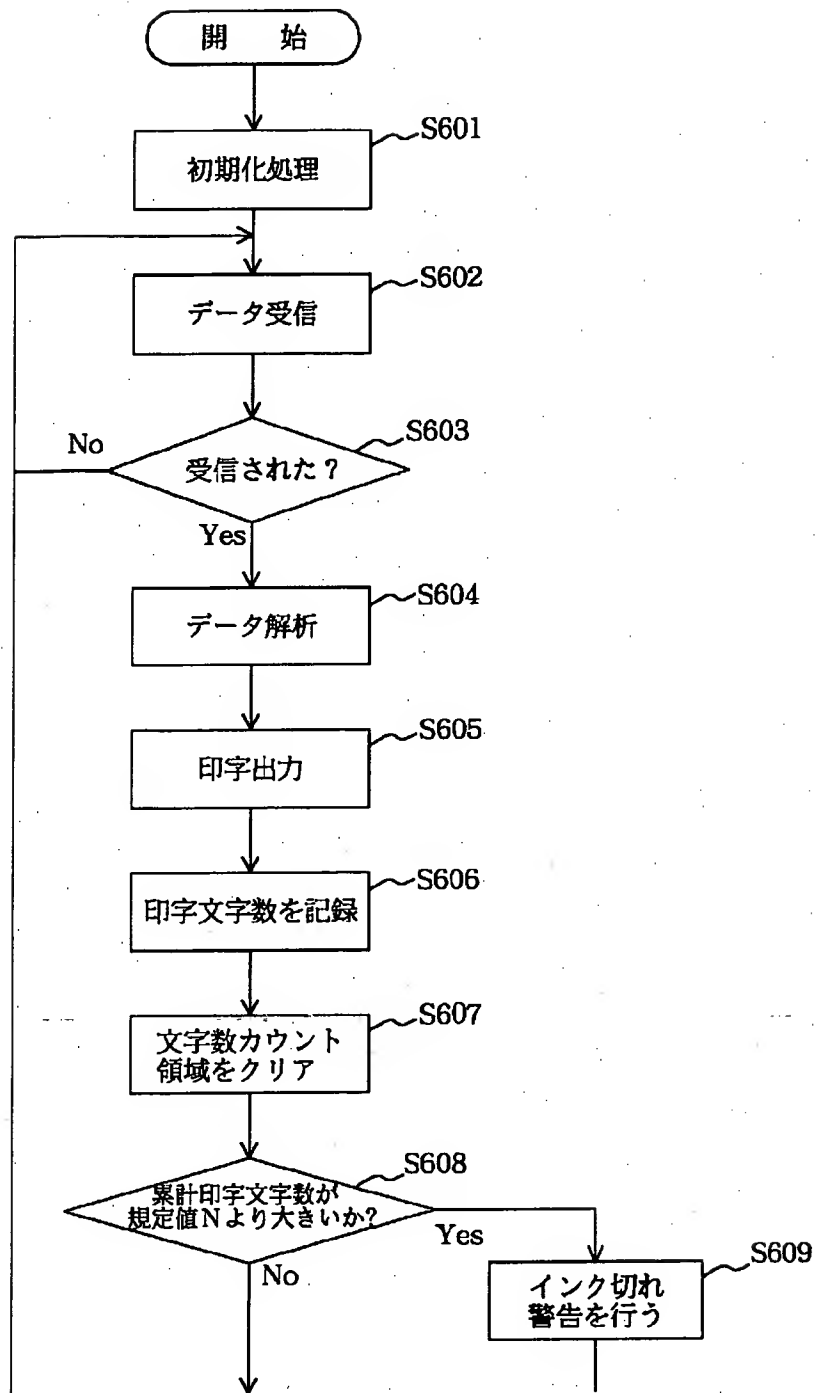 開 始
S601
初期化処理
S602
データ受信
S603
No
受信された?
Yes
S604
データ解析
S605
印字出力
S606
印字文字数を記録
S607
文字数カウント
領域をクリア
S608
累計印字文字数が
規定値Nより大きいか?
Yes
No
S609
インク切れ
警告を行う